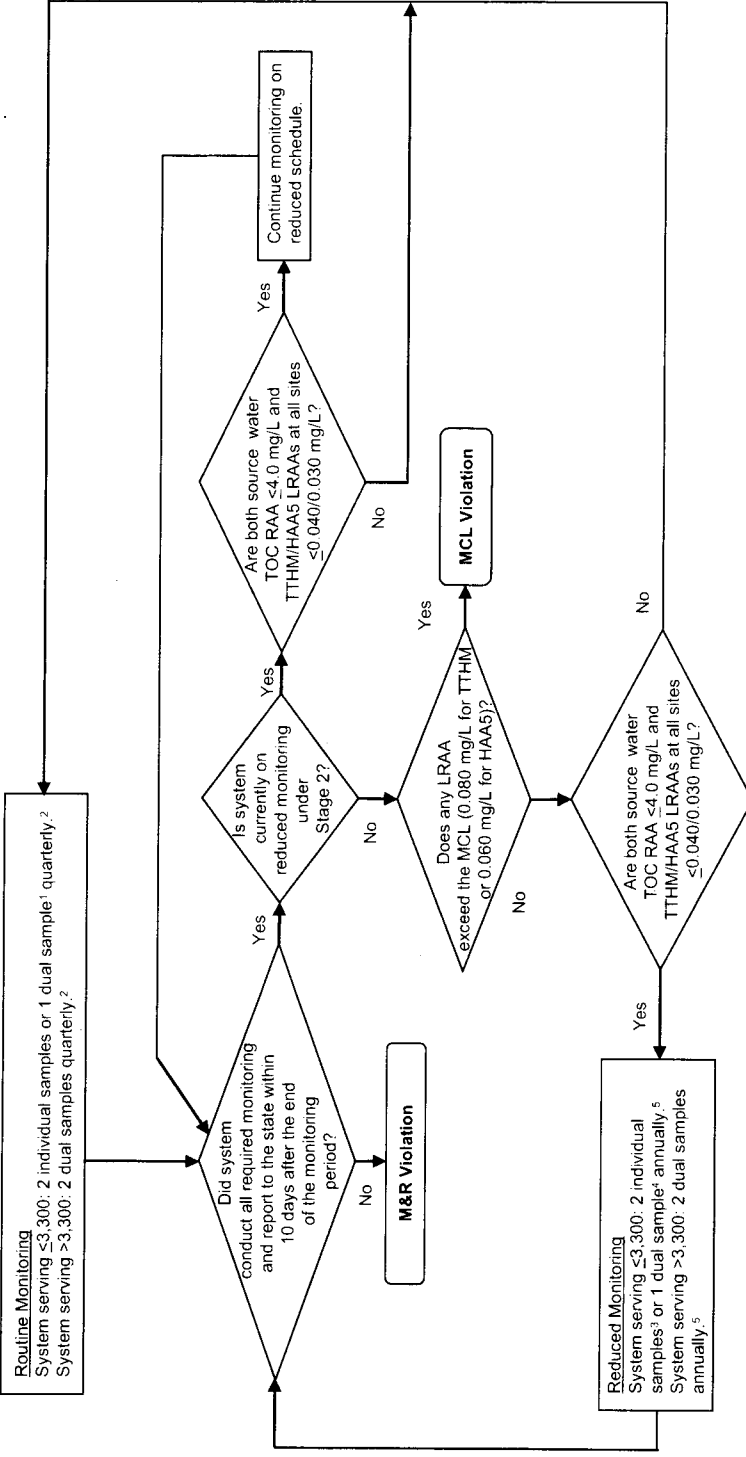 Routine Monitoring
System serving ≤3,300: 2 individual samples or 1 dual sample¹ quarterly.²
System serving >3,300: 2 dual samples quarterly.²
Did system
conduct all required monitoring
and report to the state within
10 days after the end
of the monitoring
period?
Yes
No
M&R Violation
Is system
currently on
reduced monitoring
under
Stage 2?
Yes
No
Are both source water
TOC RAA ≤4.0 mg/L and
TTHM/HAA5 LRAAs at all sites
≤0.040/0.030 mg/L?
Yes
No
Continue monitoring on
reduced schedule.
Does any LRAA
exceed the MCL (0.080 mg/L for TTHM
or 0.060 mg/L for HAA5)?
Yes
No
MCL Violation
Are both source water
TOC RAA ≤4.0 mg/L and
TTHM/HAA5 LRAAs at all sites
≤0.040/0.030 mg/L?
No
Yes
Reduced Monitoring
System serving ≤3,300: 2 individual
samples³ or 1 dual sample⁴ annually.⁵
System serving >3,300: 2 dual samples
annually.⁵